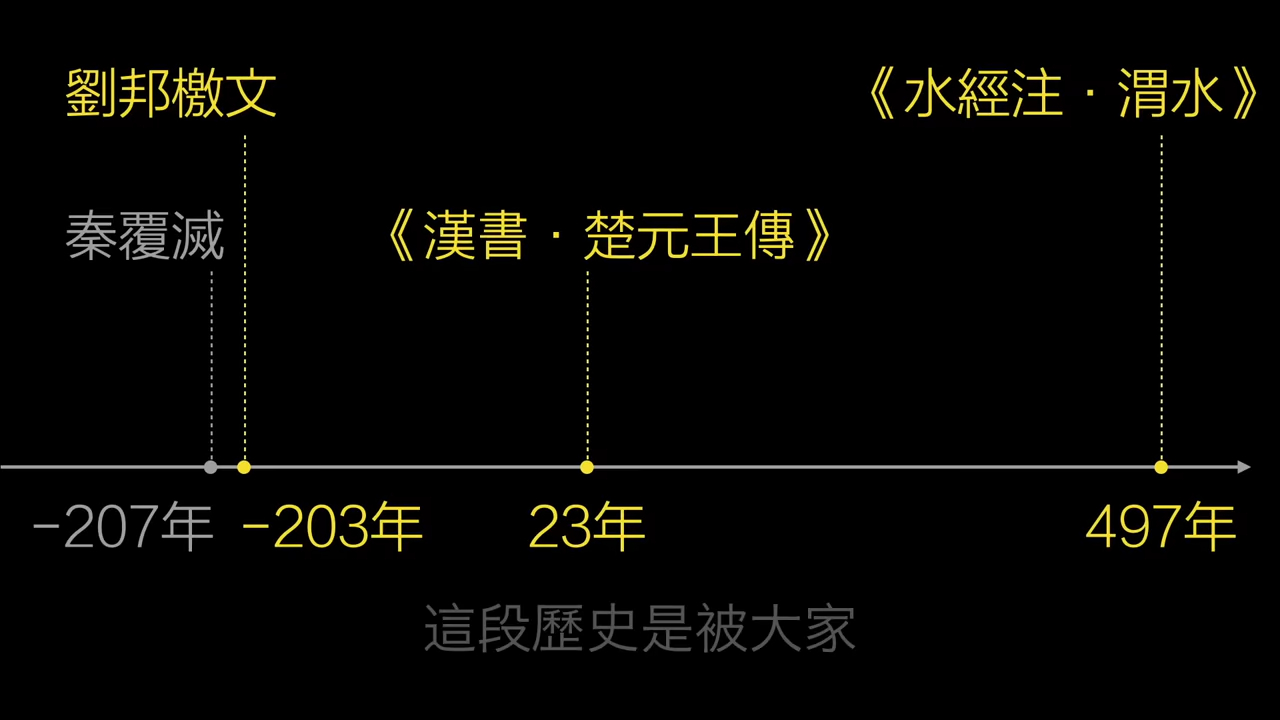 劉邦檄文
《水經注·渭水》
秦覆滅
《漢書·楚元王傳》
-207年
-203年
23年
497年
這段歷史是被大家